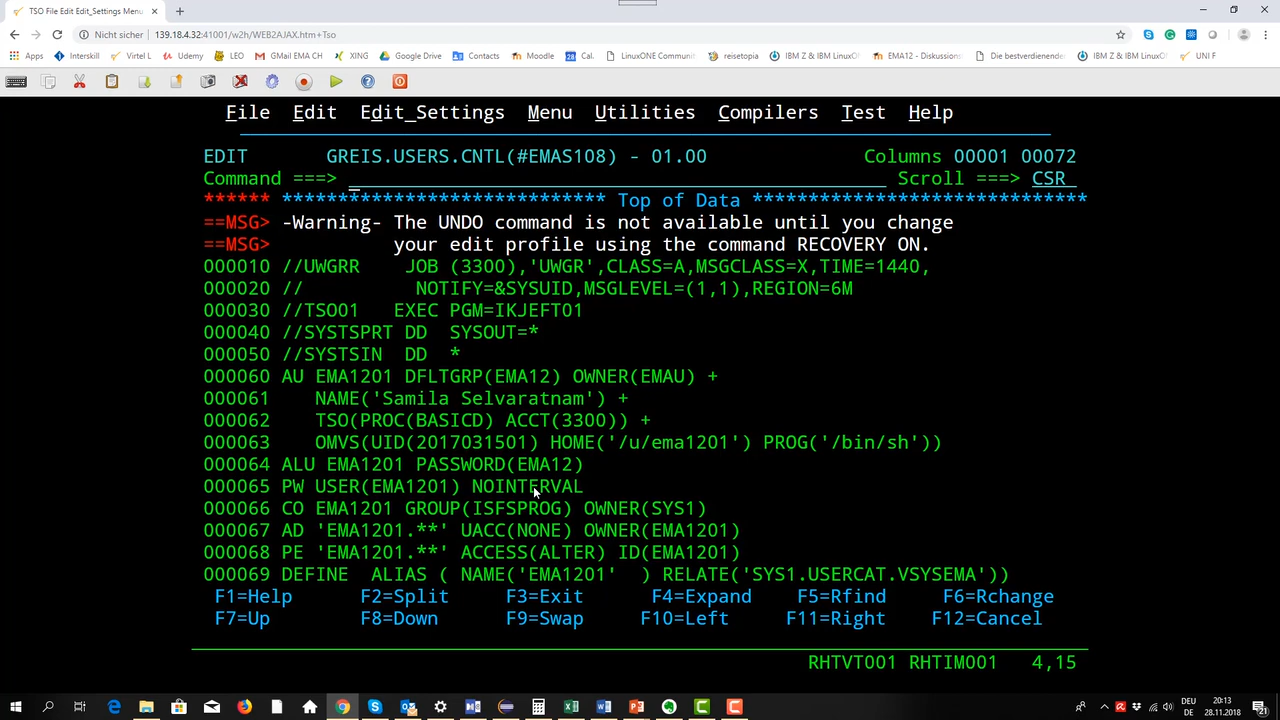 TSO File Edit Edit_Settings Menu
Nicht sicher | 139.18.4.32:41001/w2h/WEB2AJAX.htm+Tso
Apps Interskill Virtel L Udemy LEO GMail EMA CH XING Google Drive Contacts Moodle 28 Cal. LinuxONE Communit reisetopia IBM Z & IBM LinuxO EMA12 - Diskussions Die bestverdienender IBM Z & IBM LinuxO UNI F
File Edit Edit_Settings Menu Utilities Compilers Test Help
EDIT GREIS.USERS.CNTL(#EMAS108) - 01.00 Columns 00001 00072
Command ===> Scroll ===> CSR
****** **************************** Top of Data ******************************
==MSG> -Warning- The UNDO command is not available until you change
==MSG> your edit profile using the command RECOVERY ON.
000010 //UWGRR JOB (3300),'UWGR',CLASS=A,MSGCLASS=X,TIME=1440,
000020 // NOTIFY=&SYSUID,MSGLEVEL=(1,1),REGION=6M
000030 //TSO01 EXEC PGM=IKJEFT01
000040 //SYSTSPRT DD SYSOUT=*
000050 //SYSTSIN DD *
000060 AU EMA1201 DFLTGRP(EMA12) OWNER(EMAU) +
000061 NAME('Samila Selvaratnam') +
000062 TSO(PROC(BASICD) ACCT(3300)) +
000063 OMVS(UID(2017031501) HOME('/u/ema1201') PROG('/bin/sh'))
000064 ALU EMA1201 PASSWORD(EMA12)
000065 PW USER(EMA1201) NOINTERVAL
000066 CO EMA1201 GROUP(ISFSPROG) OWNER(SYS1)
000067 AD 'EMA1201.**' UACC(NONE) OWNER(EMA1201)
000068 PE 'EMA1201.**' ACCESS(ALTER) ID(EMA1201)
000069 DEFINE ALIAS ( NAME('EMA1201' ) RELATE('SYS1.USERCAT.VSYSEMA'))
F1=Help F2=Split F3=Exit F4=Expand F5=Rfind F6=Rchange
F7=Up F8=Down F9=Swap F10=Left F11=Right F12=Cancel
RHTVT001 RHTIM001 4,15
DEU 20:13
DE 28.11.2018